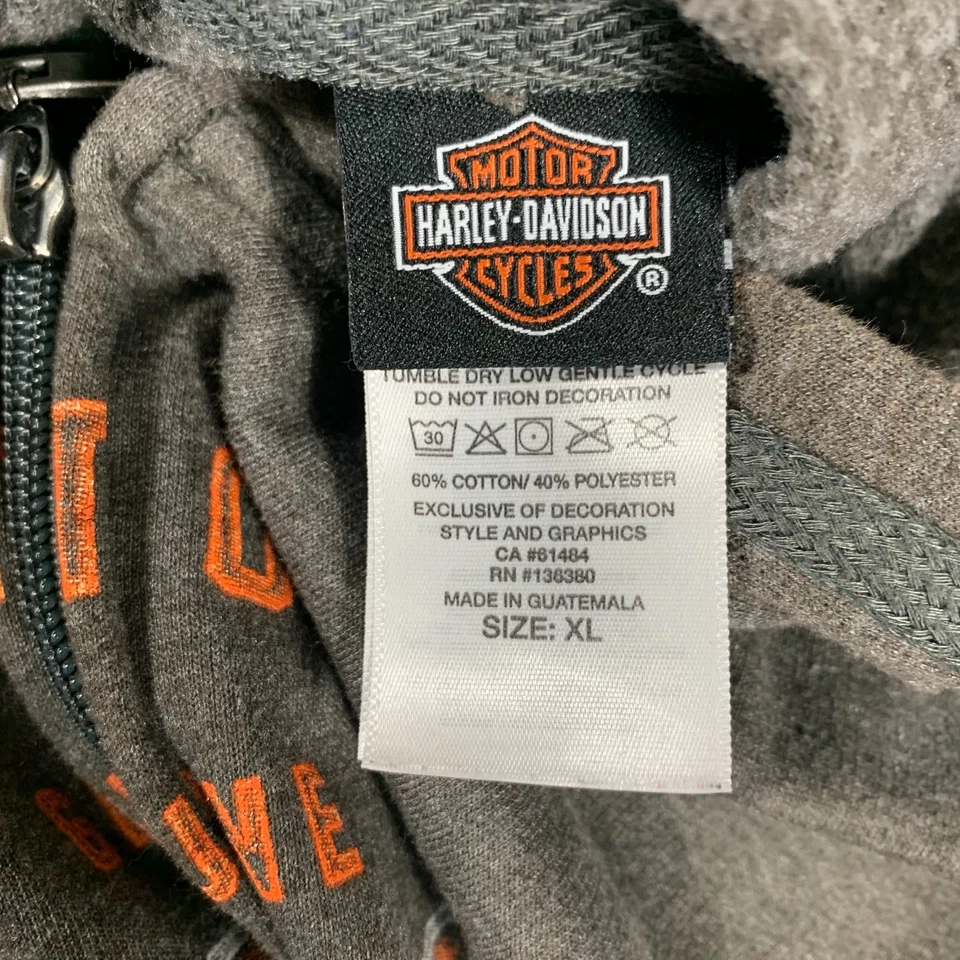 MOTOR
HARLEY-DAVIDSON
CYCLES
®
TUMBLE DRY LOW GENTLE CYCLE
DO NOT IRON DECORATION
30
60% COTTON/ 40% POLYESTER
EXCLUSIVE OF DECORATION
STYLE AND GRAPHICS
CA #61484
RN #136380
MADE IN GUATEMALA
SIZE: XL